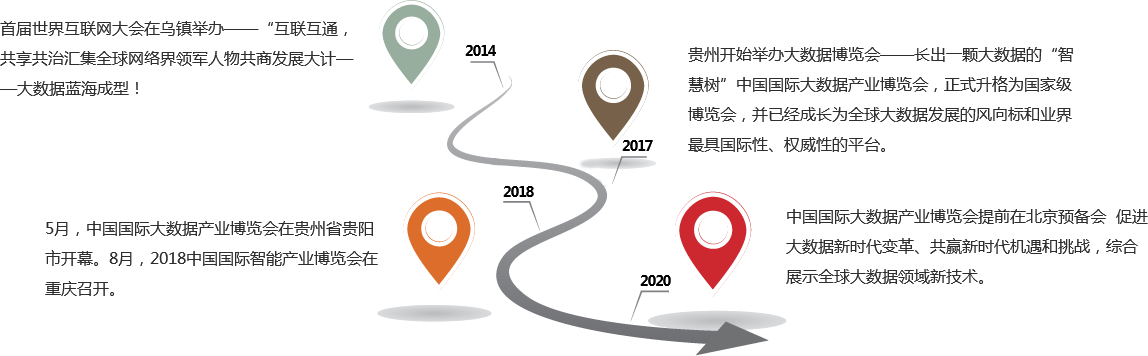 首届世界互联网大会在乌镇举办——“互联互通，
共享共治汇集全球网络界领军人物共商发展大计—
—大数据蓝海成型！
2014
贵州开始举办大数据博览会——长出一颗大数据的“智
慧树”中国国际大数据产业博览会，正式升格为国家级
博览会，并已经成长为全球大数据发展的风向标和业界
最具国际性、权威性的平台。
2017
2018
5月，中国国际大数据产业博览会在贵州省贵阳
市开幕。8月，2018中国国际智能产业博览会在
重庆召开。
中国国际大数据产业博览会提前在北京预备会 促进
大数据新时代变革、共赢新时代机遇和挑战，综合
展示全球大数据领域新技术。
2020